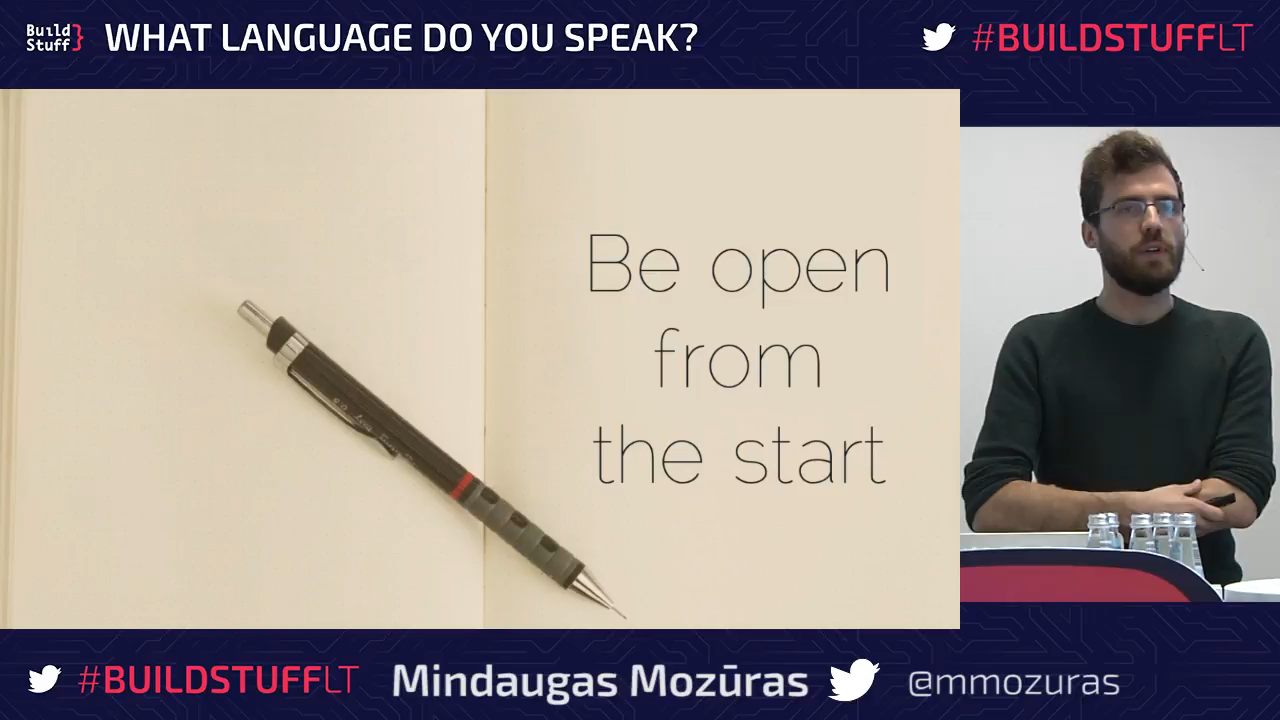 Build
Stuff}
WHAT LANGUAGE DO YOU SPEAK?
#BUILDSTUFFLT
Be open
from
the start
#BUILDSTUFFLT
Mindaugas Mozūras
@mmozuras